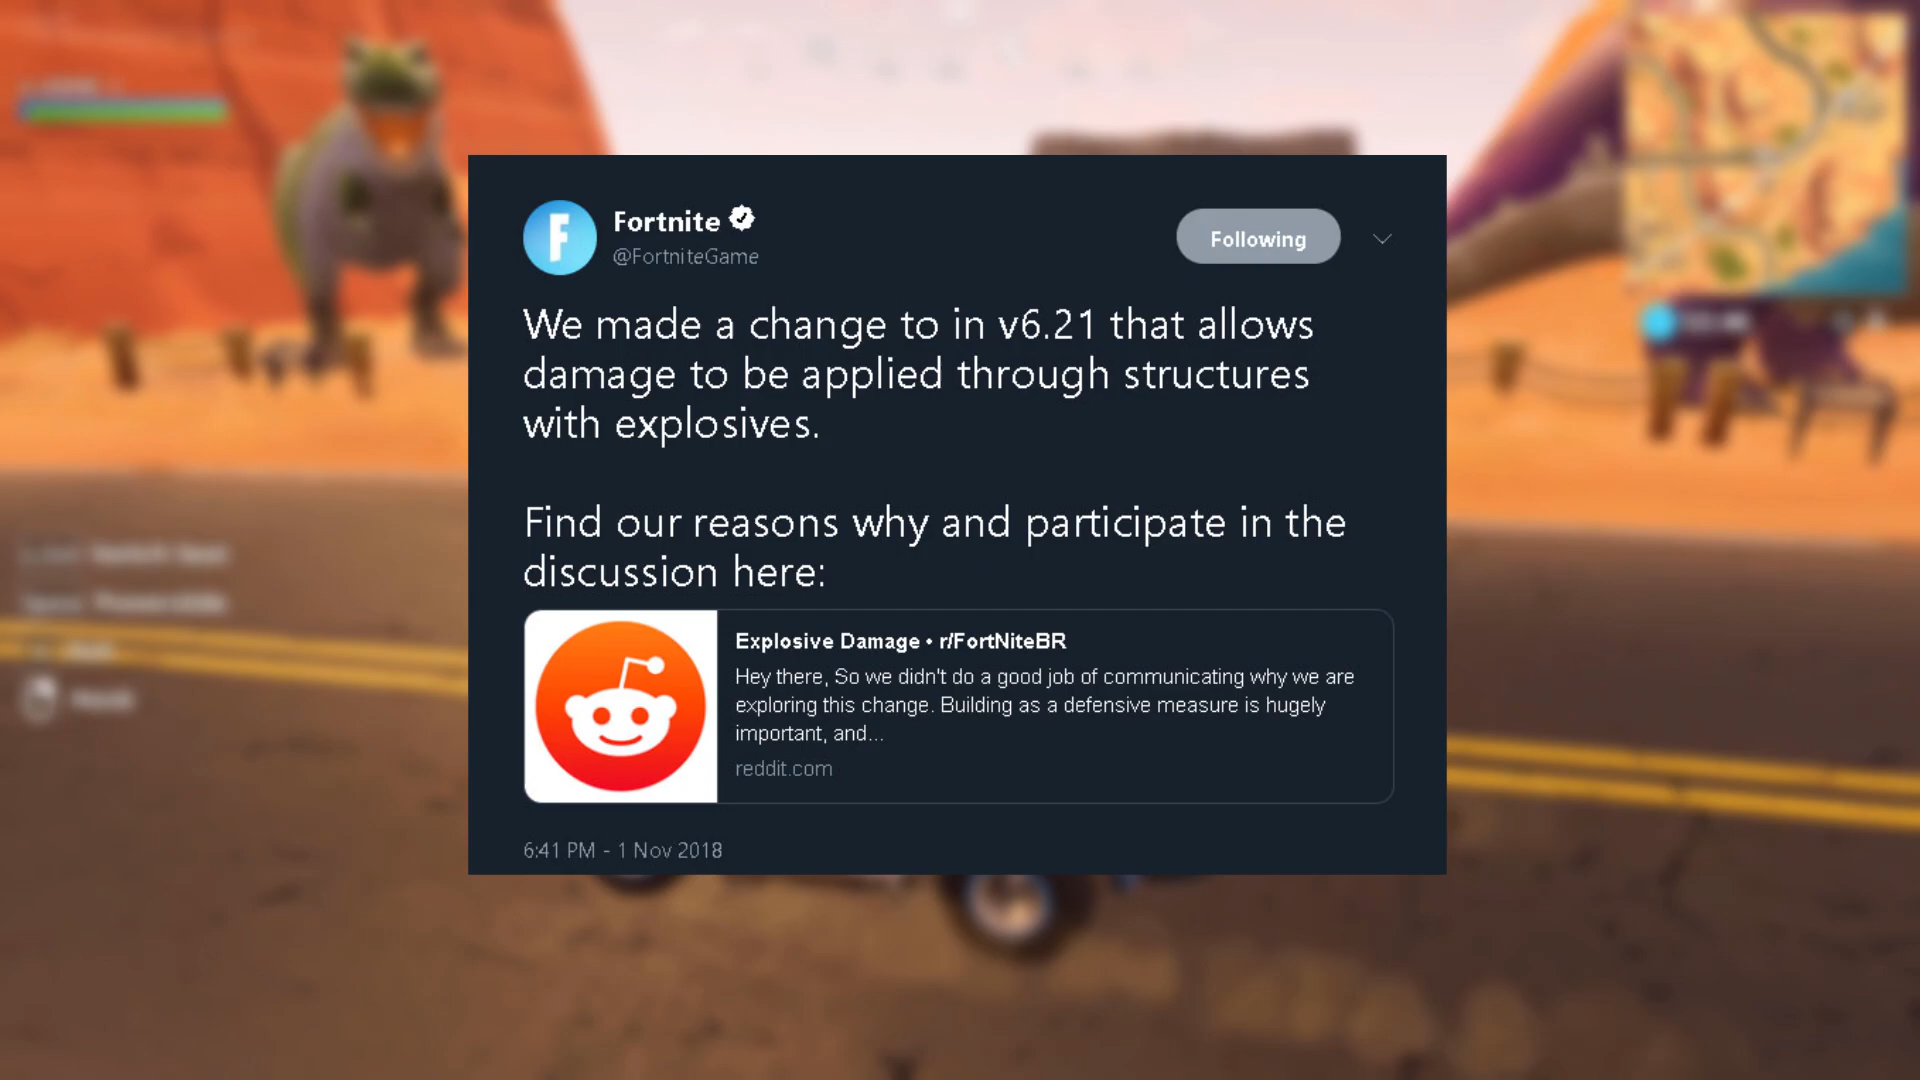 Fortnite
@FortniteGame
Following
We made a change to in v6.21 that allows
damage to be applied through structures
with explosives.
Find our reasons why and participate in the
discussion here:
Explosive Damage • r/FortNiteBR
Hey there, So we didn't do a good job of communicating why we are
exploring this change. Building as a defensive measure is hugely
important, and...
reddit.com
6:41 PM - 1 Nov 2018